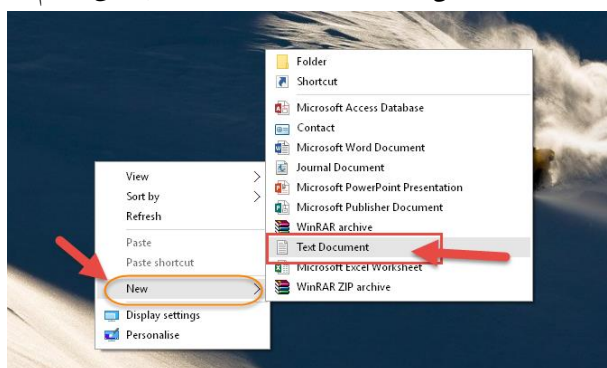 View
Sort by
Refresh
Paste
Paste shortcut
New
Display settings
Personalise
Folder
Shortcut
Microsoft Access Database
Contact
Microsoft Word Document
Journal Document
Microsoft PowerPoint Presentation
Microsoft Publisher Document
WinRAR archive
Text Document
Microsoft Excel Worksheet
WinRAR ZIP archive